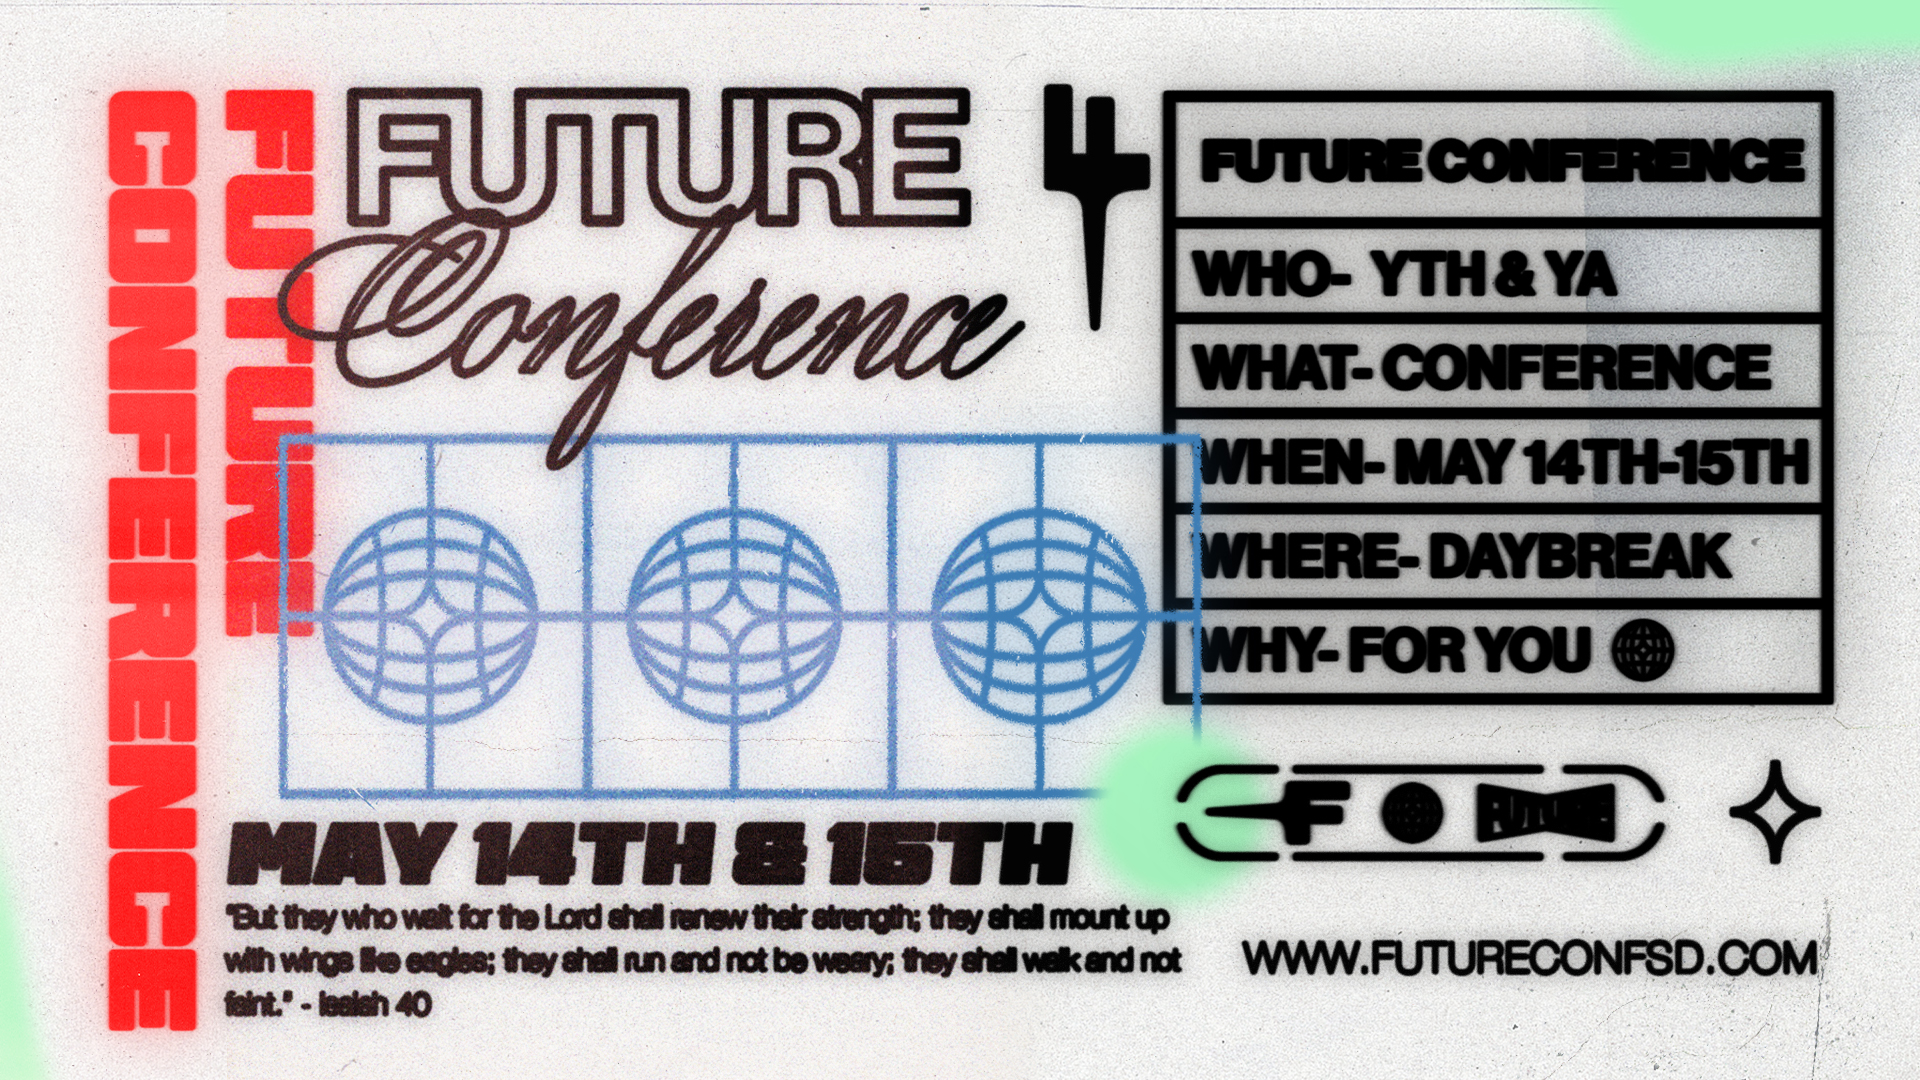 FUTURE
CONFERENCE
FUTURE
Conference
FUTURE CONFERENCE
WHO- YTH & YA
WHAT- CONFERENCE
WHEN- MAY 14TH-15TH
WHERE- DAYBREAK
WHY- FOR YOU
F
FUTURE
MAY 14TH & 15TH
"But they who wait for the Lord shall renew their strength; they shall mount up
with wings like eagles; they shall run and not be weary; they shall walk and not
faint." - Isaiah 40
WWW.FUTURECONFSD.COM